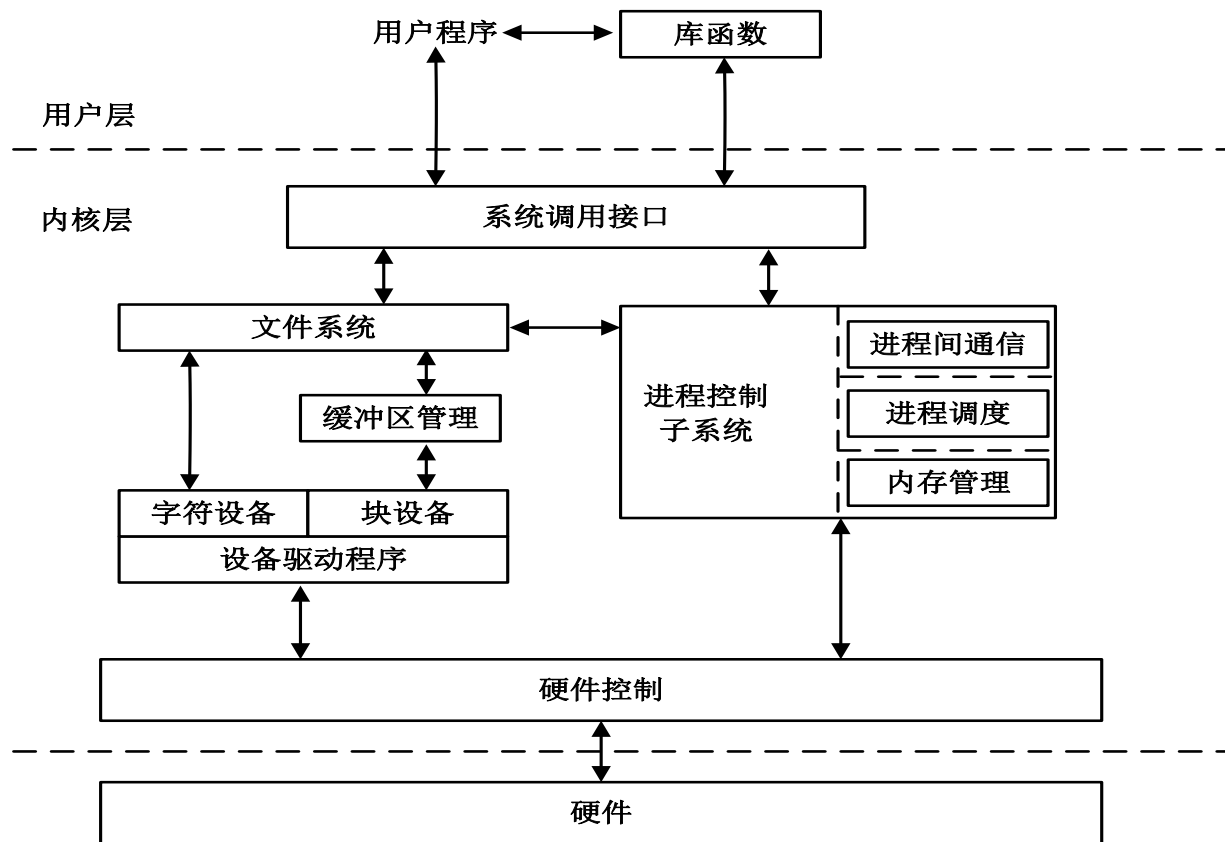 用户程序
库函数
用户层
内核层
系统调用接口
文件系统
进程间通信
进程控制
子系统
进程调度
缓冲区管理
内存管理
字符设备
块设备
设备驱动程序
硬件控制
硬件